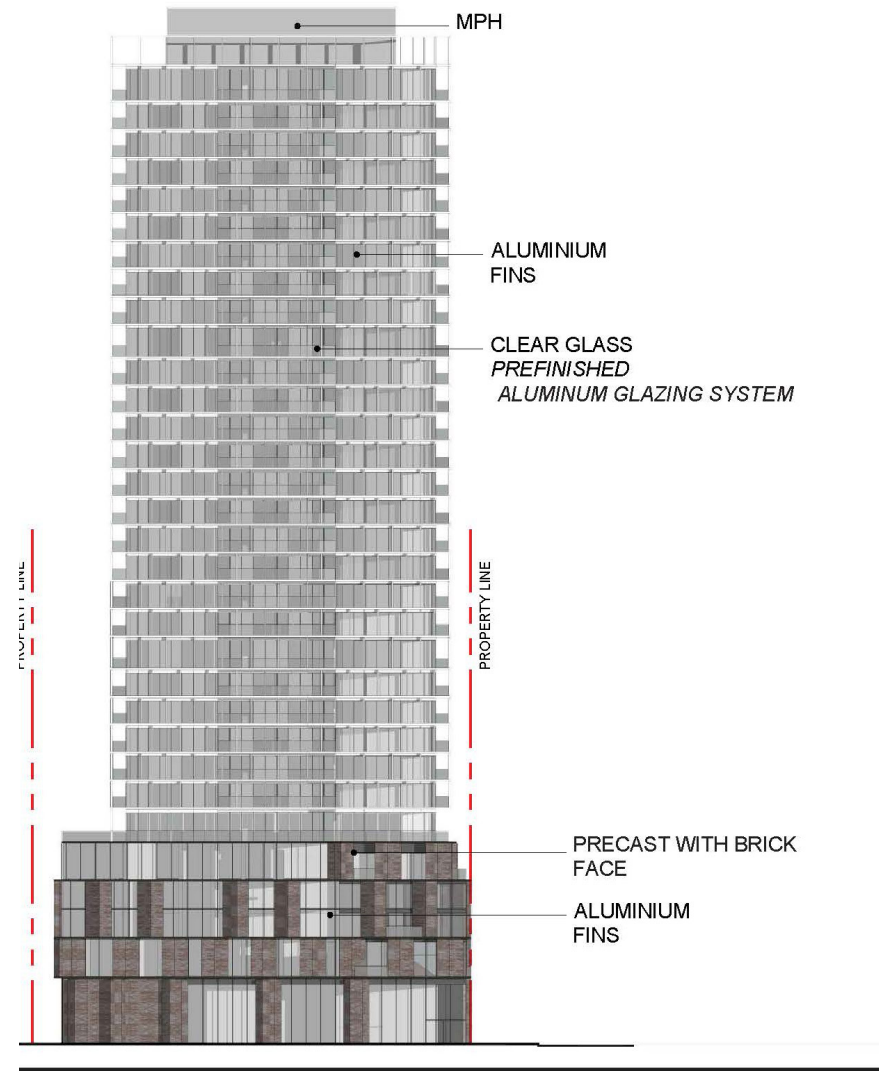 MPH
ALUMINIUM
FINS
CLEAR GLASS
PREFINISHED
ALUMINUM GLAZING SYSTEM
PROPERTY LINE
PROPERTY LINE
PRECAST WITH BRICK
FACE
ALUMINIUM
FINS